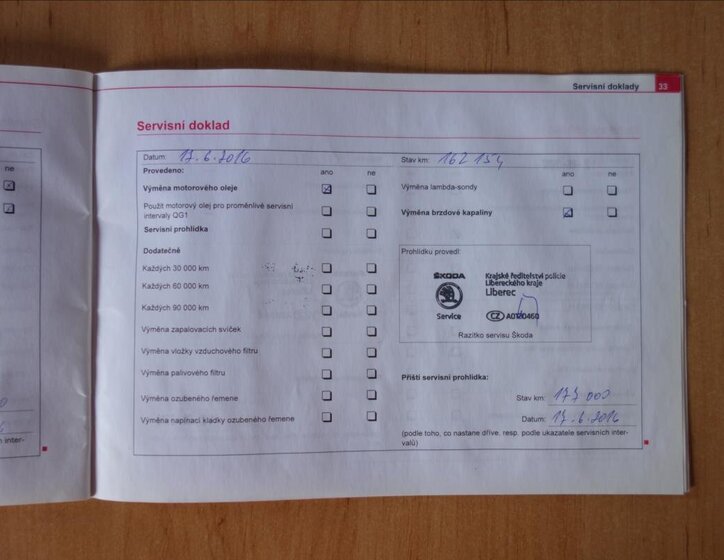 Servisní doklady 33
ne
Servisní doklad
Datum: 17.6.2016
Stav km: 162 154
Provedeno: ano ne
ano ne
Výměna motorového oleje
Výměna lambda-sondy
Použit motorový olej pro proměnlivé servisní
intervaly QG1
Výměna brzdové kapaliny
Servisní prohlídka
Dodatečně
Každých 30 000 km
Každých 60 000 km
Každých 90 000 km
Výměna zapalovacích svíček
Výměna vložky vzduchového filtru
Výměna palivového filtru
Výměna ozubeného řemene
Výměna napínací kladky ozubeného řemene
Prohlídku provedl:
ŠKODA
Service
Krajské ředitelství policie
Libereckého kraje
Liberec
CZ A0120460
Razítko servisu Škoda
Příští servisní prohlídka:
Stav km: 177 000
Datum: 17.6.2016
(podle toho, co nastane dříve, resp. podle ukazatele servisních inter-
valů)